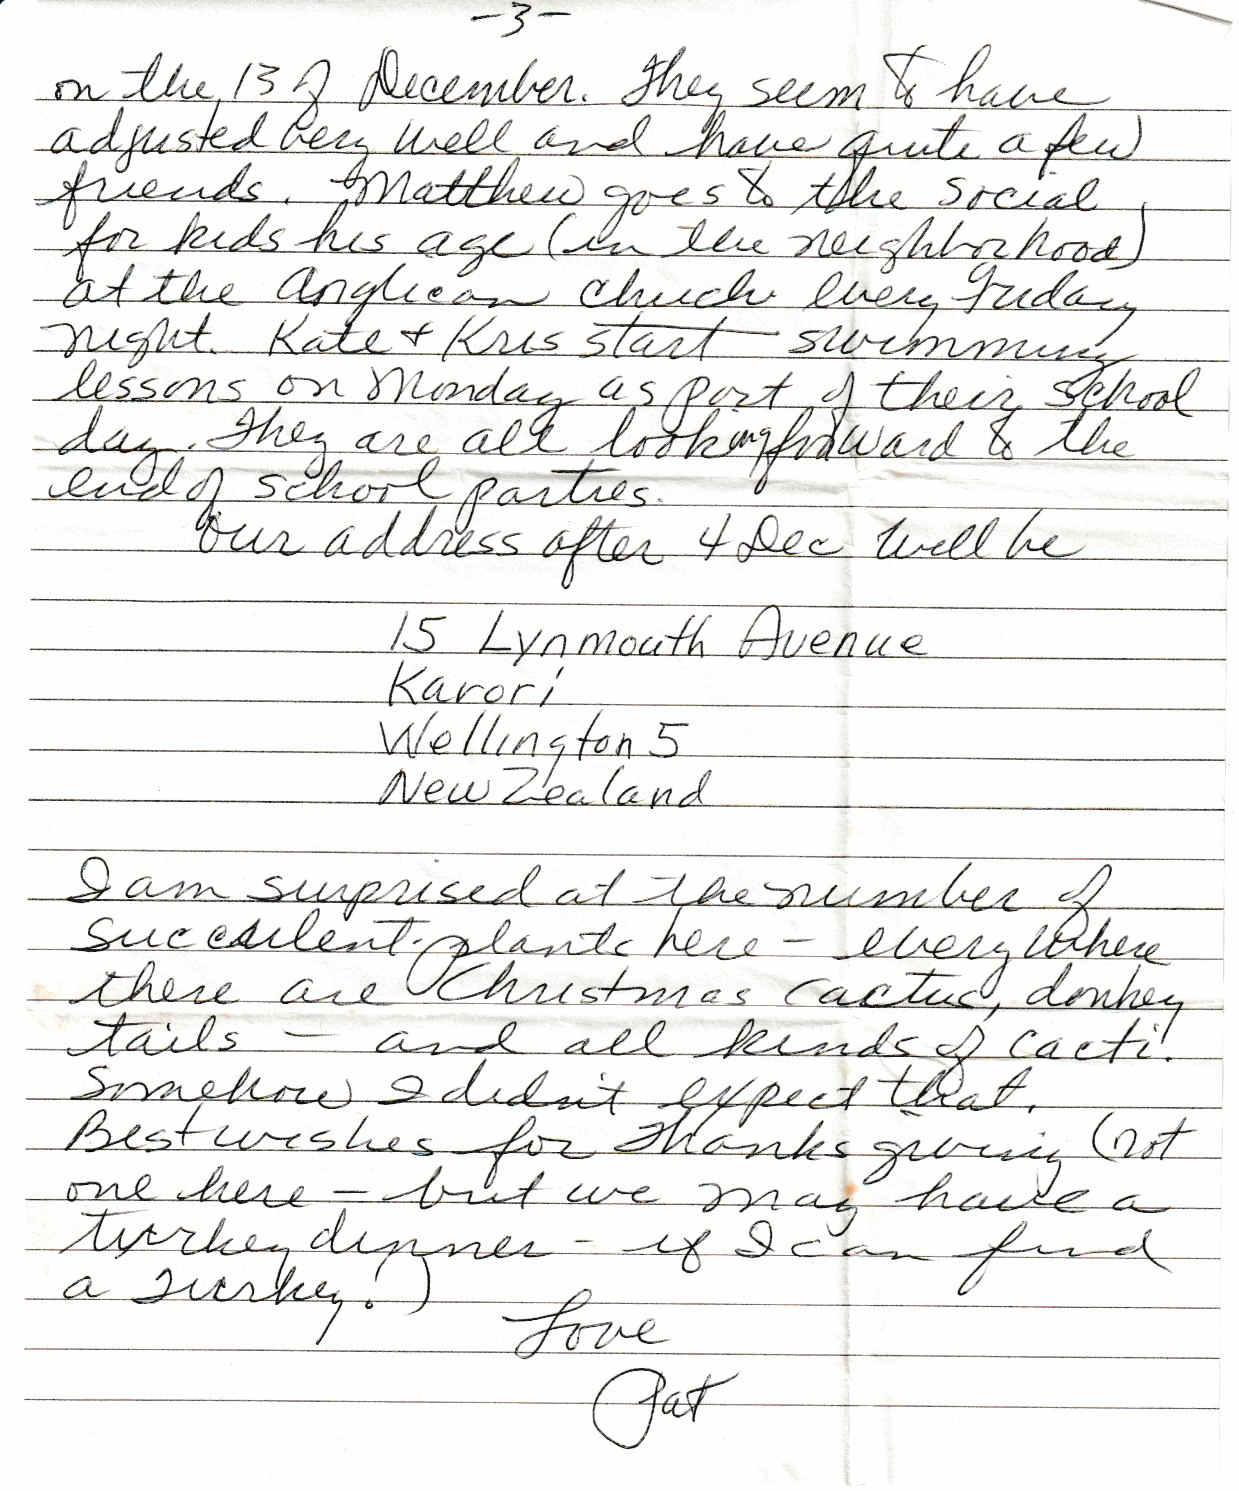 -3-
on the 13 of December. They seem to have
adjusted very well and have quite a few
friends. Matthew goes to the social
for kids his age (in the neighborhood)
at the Anglican church every Friday
night. Kate + Kris start swimming
lessons on Monday as part of their school
day. They are all looking forward to the
end of school parties.
Our address after 4 Dec will be
15 Lynmouth Avenue
Karori
Wellington 5
New Zealand
I am surprised at the number of
succulent plants here - everywhere
there are Christmas cactus, donkey
tails - and all kinds of cacti.
Somehow I didn't expect that.
Best wishes for Thanksgiving (not
one here - but we may have a
turkey dinner - if I can find
a turkey!)
Love
Pat